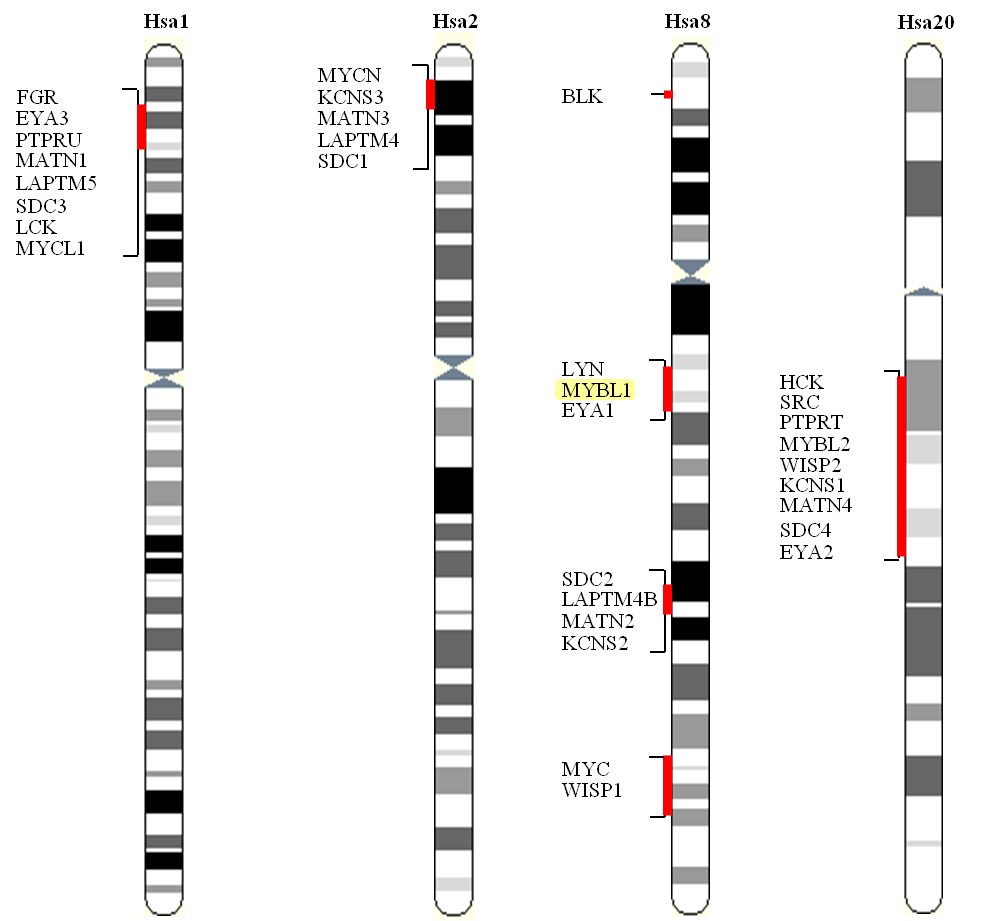 Hsa1
FGR
EYA3
PTPRU
MATN1
LAPTM5
SDC3
LCK
MYCL1
Hsa2
MYCN
KCNS3
MATN3
LAPTM4
SDC1
Hsa8
BLK
LYN
MYBL1
EYA1
SDC2
LAPTM4B
MATN2
KCNS2
MYC
WISP1
Hsa20
HCK
SRC
PTPRT
MYBL2
WISP2
KCNS1
MATN4
SDC4
EYA2